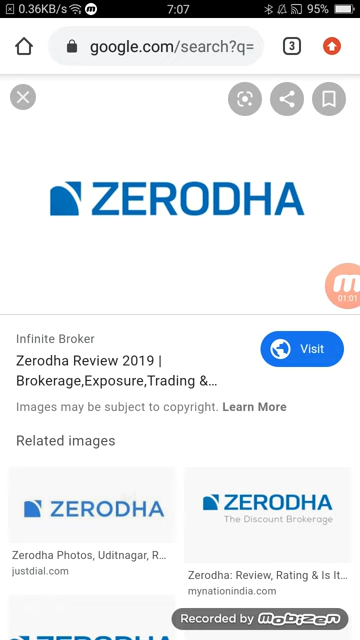 0.36KB/s
7:07
95%
google.com/search?q=
3
ZERODHA
01:01
Infinite Broker
Zerodha Review 2019 |
Brokerage,Exposure,Trading &...
Visit
Images may be subject to copyright. Learn More
Related images
ZERODHA
Zerodha Photos, Uditnagar, R...
justdial.com
ZERODHA
The Discount Brokerage
Zerodha: Review, Rating & Is It...
mynationindia.com
ZERODHA
Recorded by mobizen